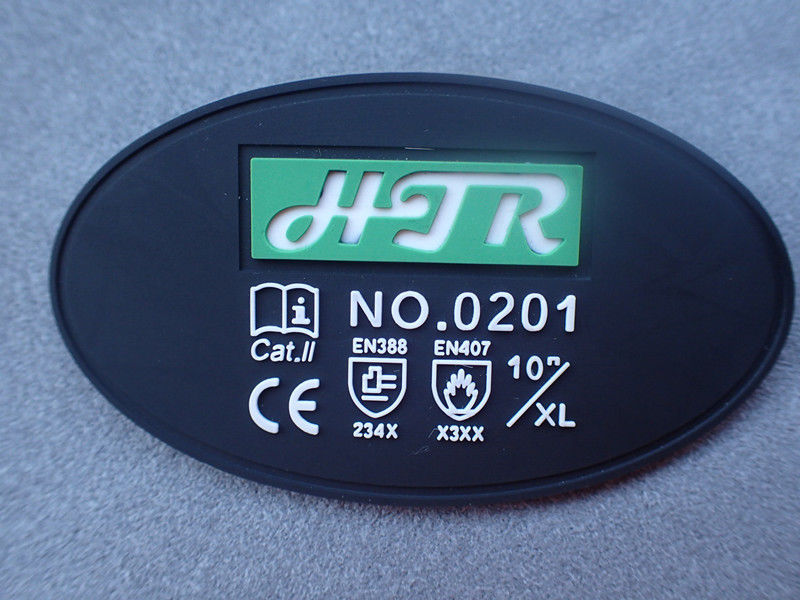 HTR
NO.0201
Cat.II
EN388
EN407
234X
X3XX
10"/XL
CE